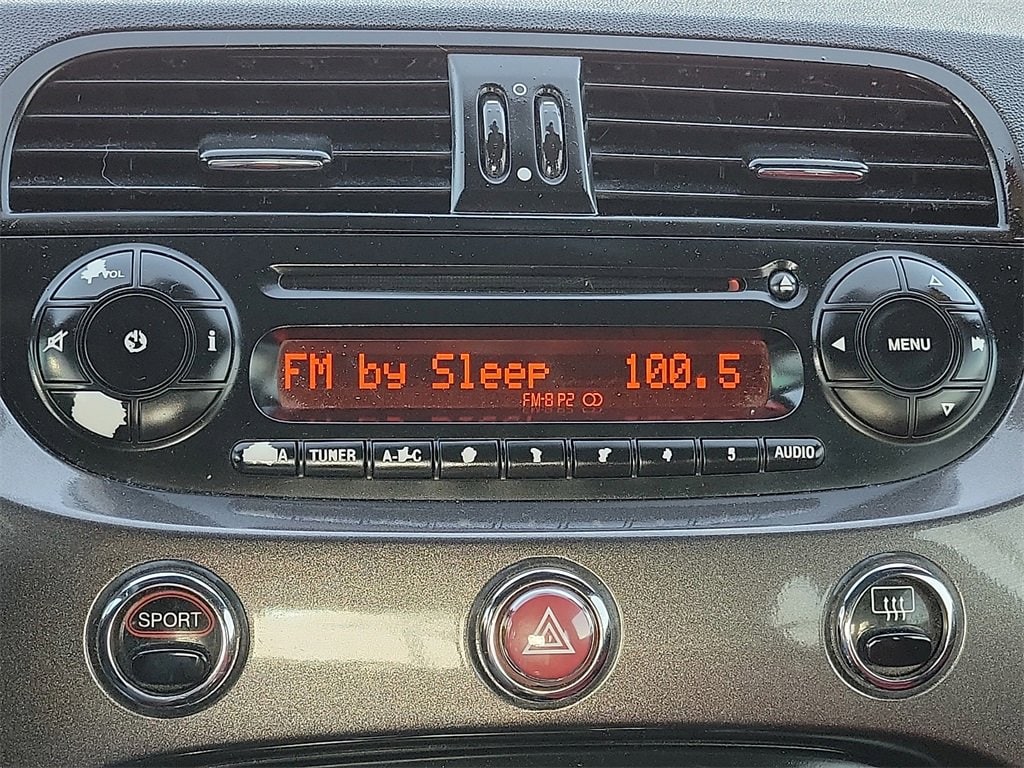 VOL
i
MENU
FM by Sleep 100.5
FM-8 P2
TUNER
5
AUDIO
SPORT